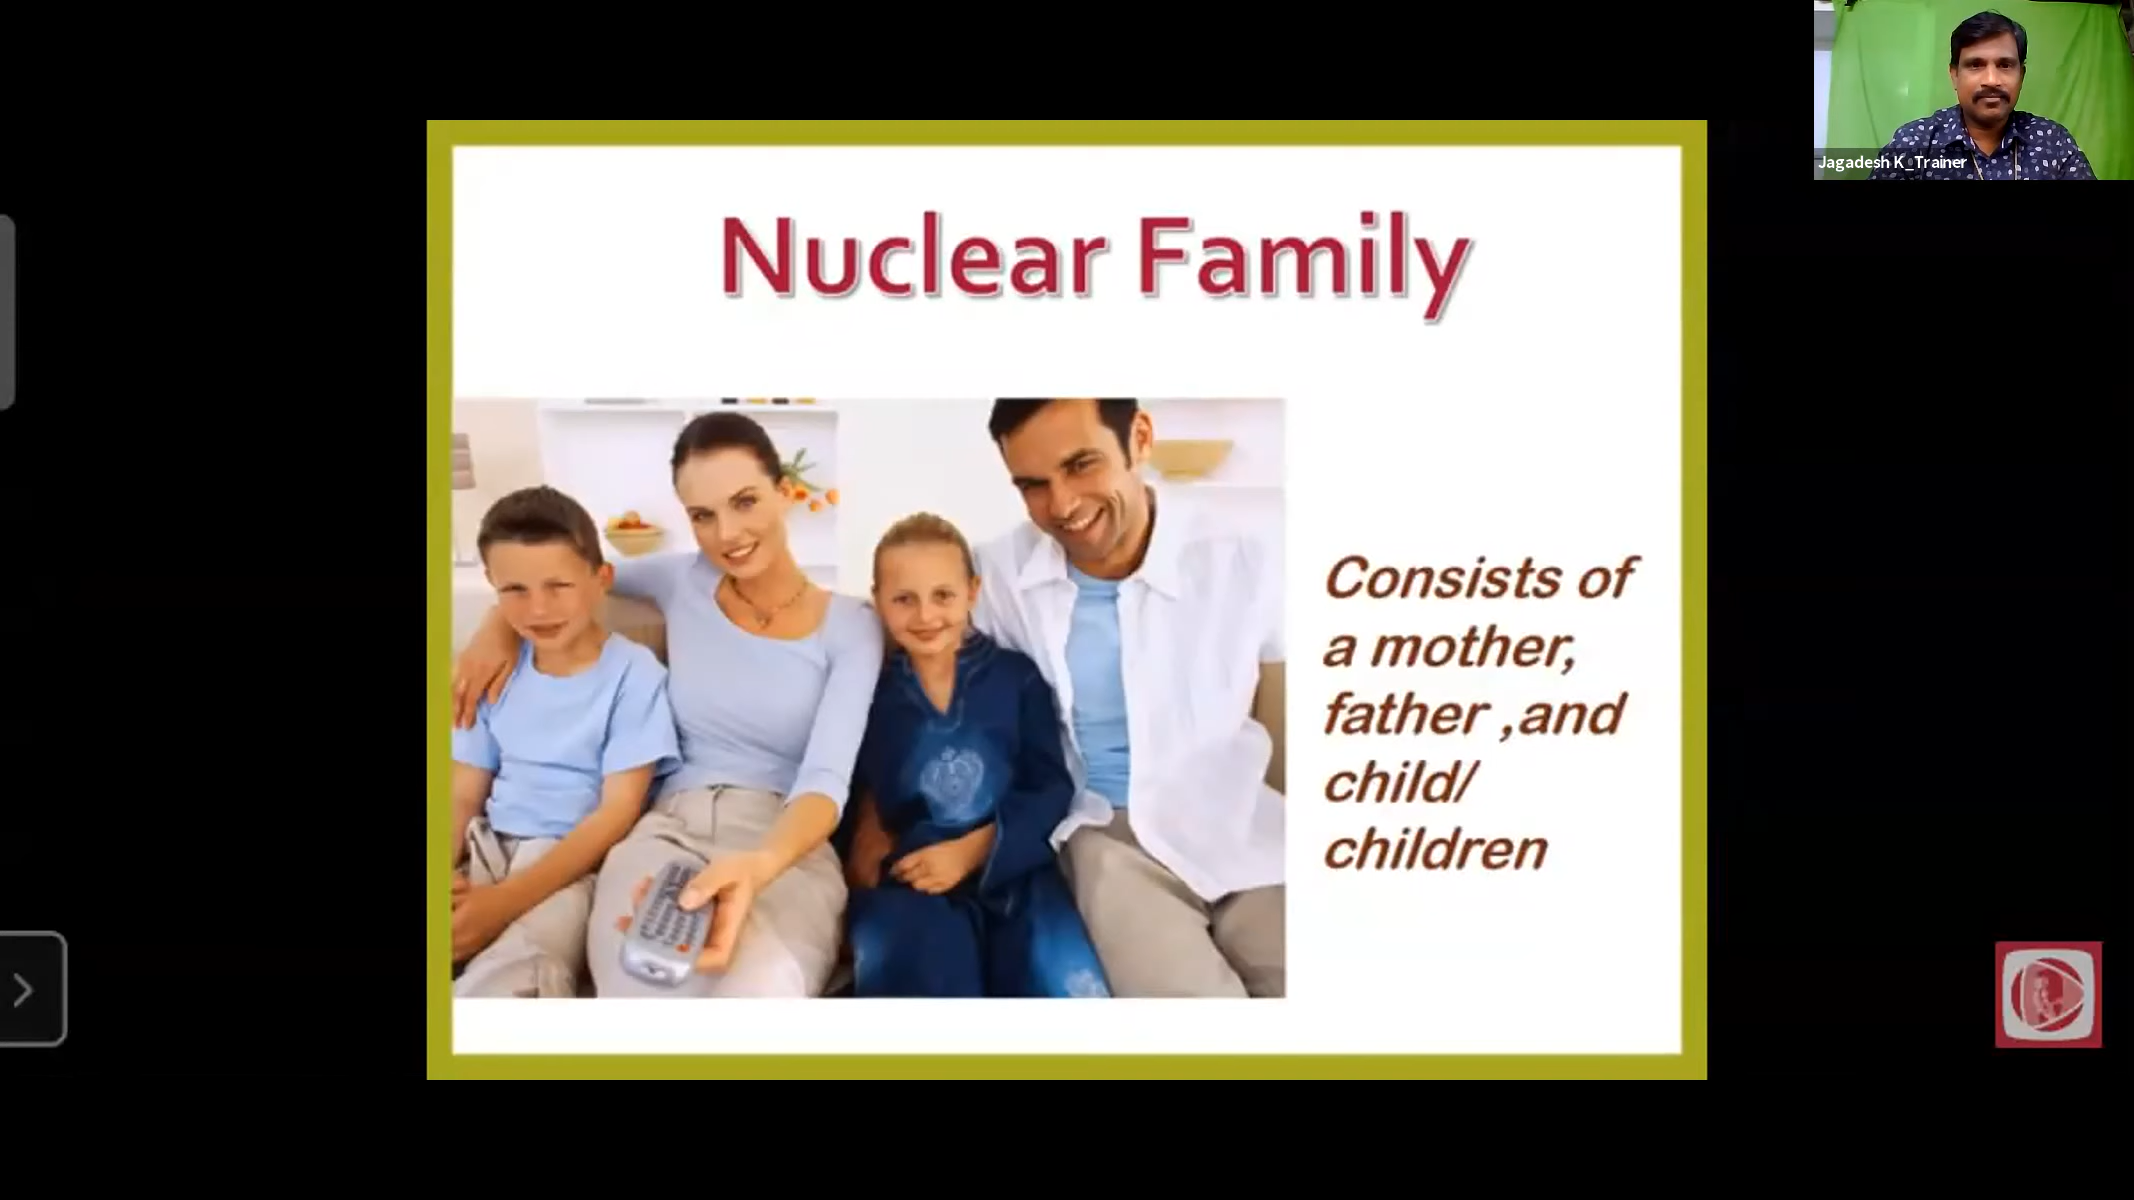 Jagadesh K_Trainer
Nuclear Family
Consists of
a mother,
father ,and
child/
children